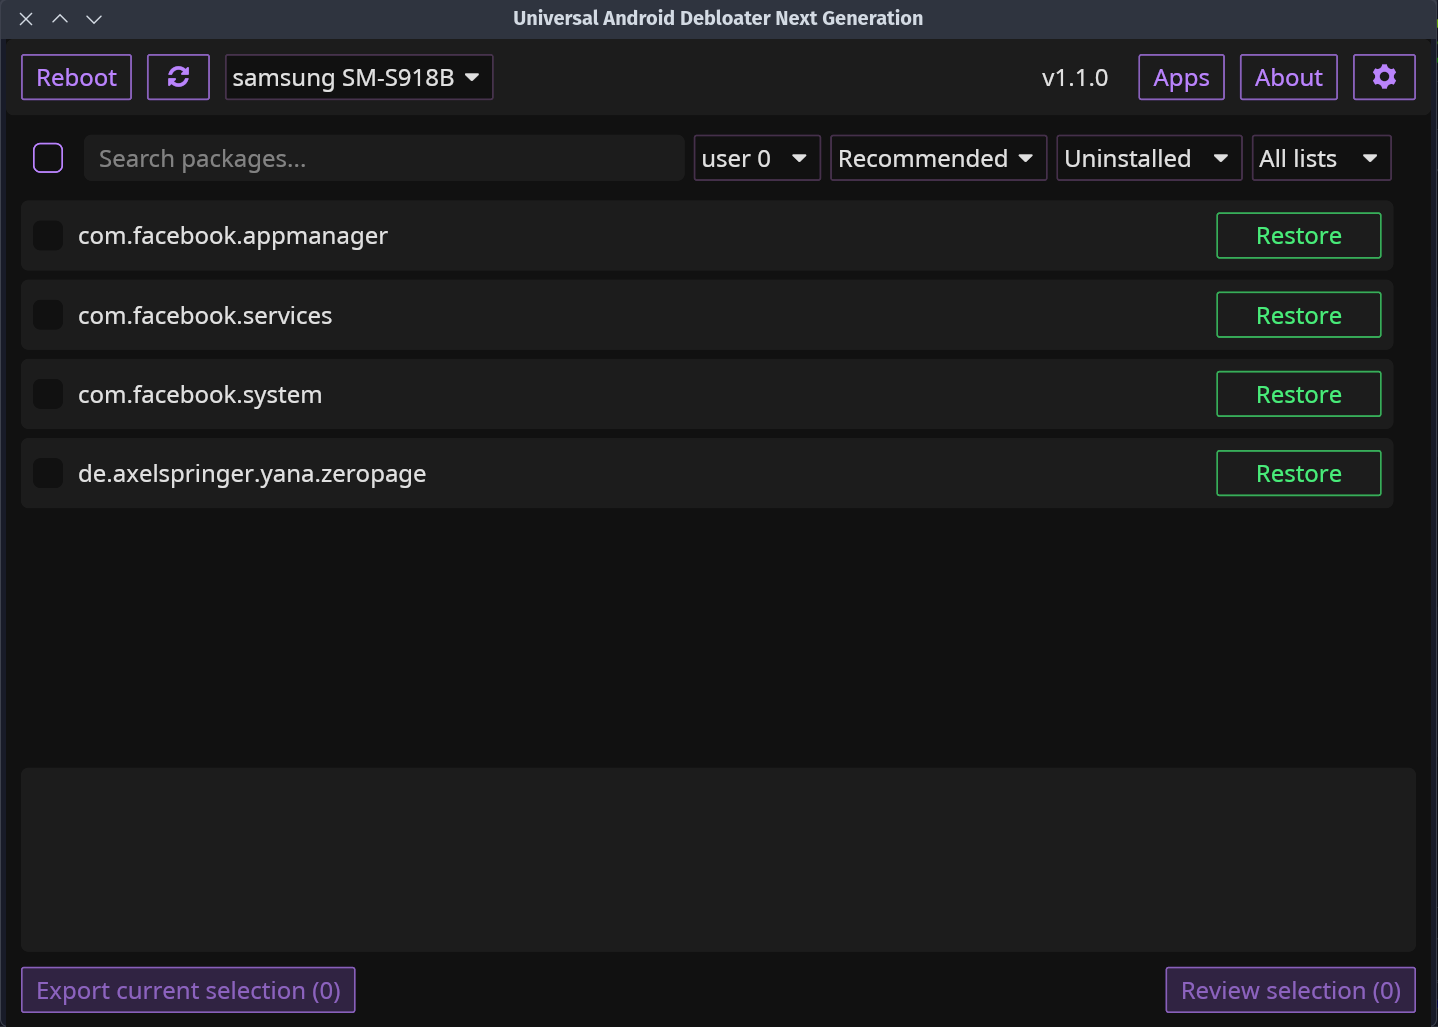 Universal Android Debloater Next Generation
Reboot samsung SM-S918B v1.1.0 Apps About
Search packages... user 0 Recommended Uninstalled All lists
com.facebook.appmanager Restore
com.facebook.services Restore
com.facebook.system Restore
de.axelspringer.yana.zeropage Restore
Export current selection (0) Review selection (0)